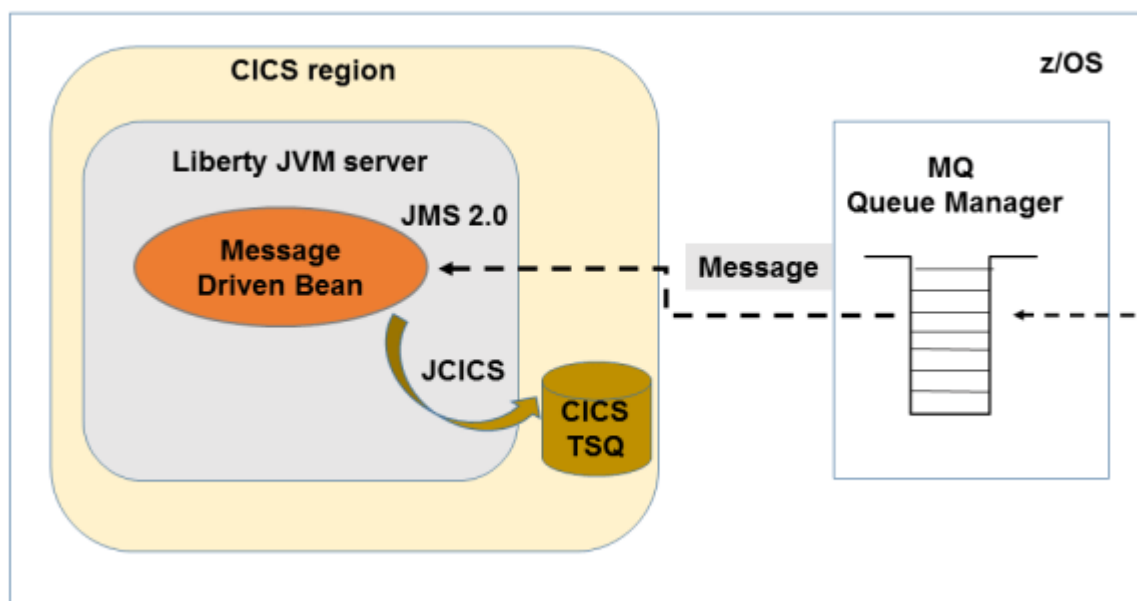 CICS region
z/OS
Liberty JVM server
MQ
Queue Manager
JMS 2.0
Message
Driven Bean
Message
JCICS
CICS
TSQ